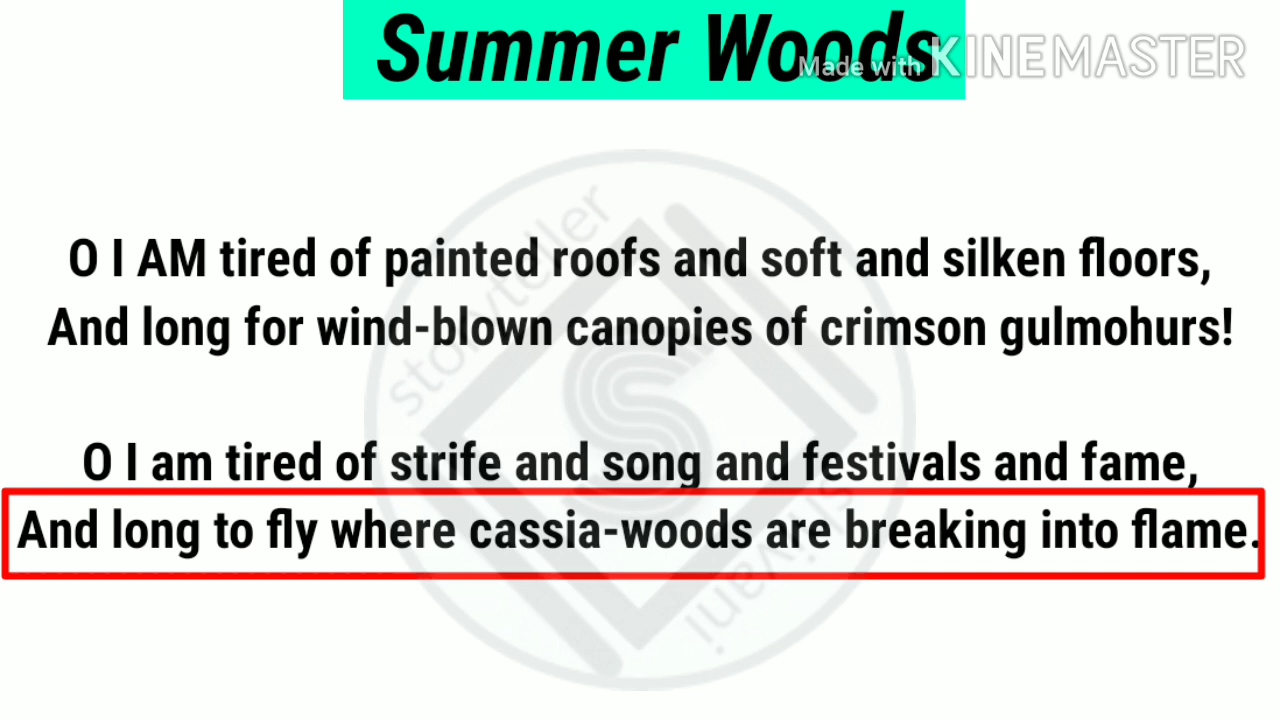 Summer Woods
Made with KINEMASTER
O I AM tired of painted roofs and soft and silken floors,
And long for wind-blown canopies of crimson gulmohurs!
O I am tired of strife and song and festivals and fame,
And long to fly where cassia-woods are breaking into flame.
storyteller
shivani